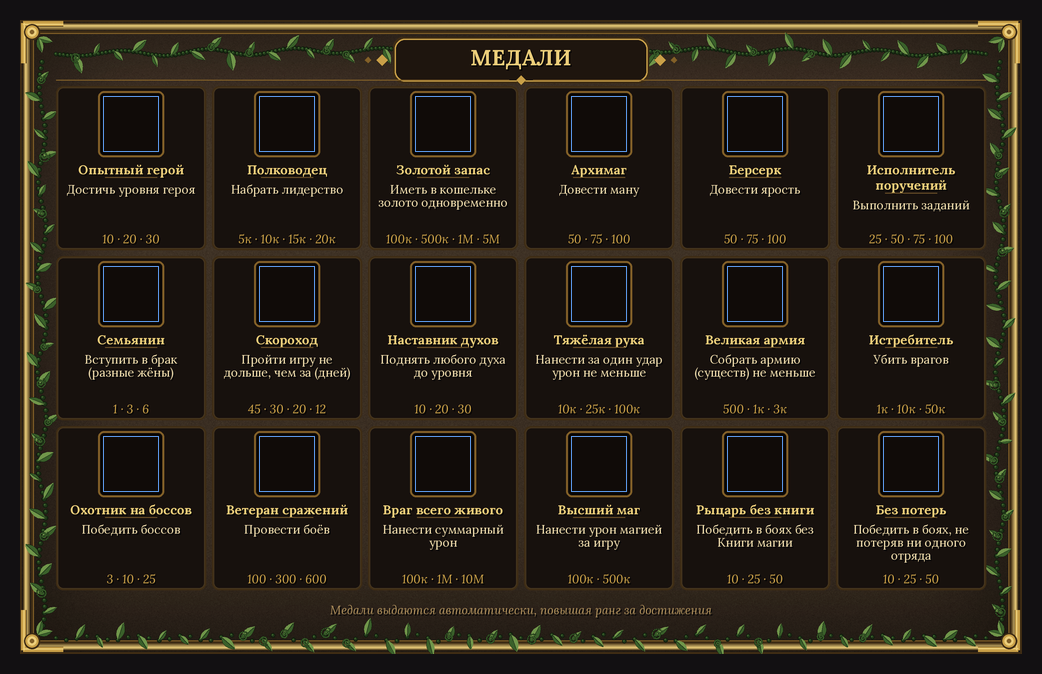 МЕДАЛИ
Опытный герой
Достичь уровня героя
10 · 20 · 30
Полководец
Набрать лидерство
5к · 10к · 15к · 20к
Золотой запас
Иметь в кошельке
золото одновременно
100к · 500к · 1М · 5М
Архимаг
Довести ману
50 · 75 · 100
Берсерк
Довести ярость
50 · 75 · 100
Исполнитель
поручений
Выполнить заданий
25 · 50 · 75 · 100
Семьянин
Вступить в брак
(разные жёны)
1 · 3 · 6
Скороход
Пройти игру не
дольше, чем за (дней)
45 · 30 · 20 · 12
Наставник духов
Поднять любого духа
до уровня
10 · 20 · 30
Тяжёлая рука
Нанести за один удар
урон не меньше
10к · 25к · 100к
Великая армия
Собрать армию
(существ) не меньше
500 · 1к · 3к
Истребитель
Убить врагов
1к · 10к · 50к
Охотник на боссов
Победить боссов
3 · 10 · 25
Ветеран сражений
Провести боёв
100 · 300 · 600
Враг всего живого
Нанести суммарный
урон
100к · 1М · 10М
Высший маг
Нанести урон магией
за игру
100к · 500к
Рыцарь без книги
Победить в боях без
Книги магии
10 · 25 · 50
Без потерь
Победить в боях, не
потеряв ни одного
отряда
10 · 25 · 50
Медали выдаются автоматически, повышая ранг за достижения